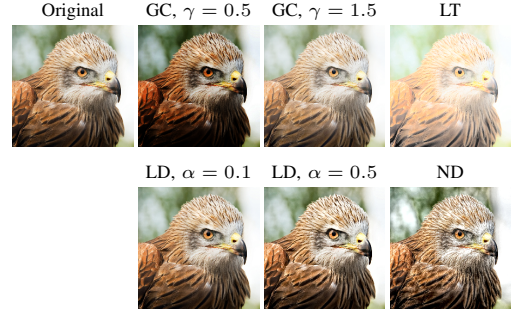 Original GC, γ = 0.5 GC, γ = 1.5 LT
LD, α = 0.1 LD, α = 0.5 ND